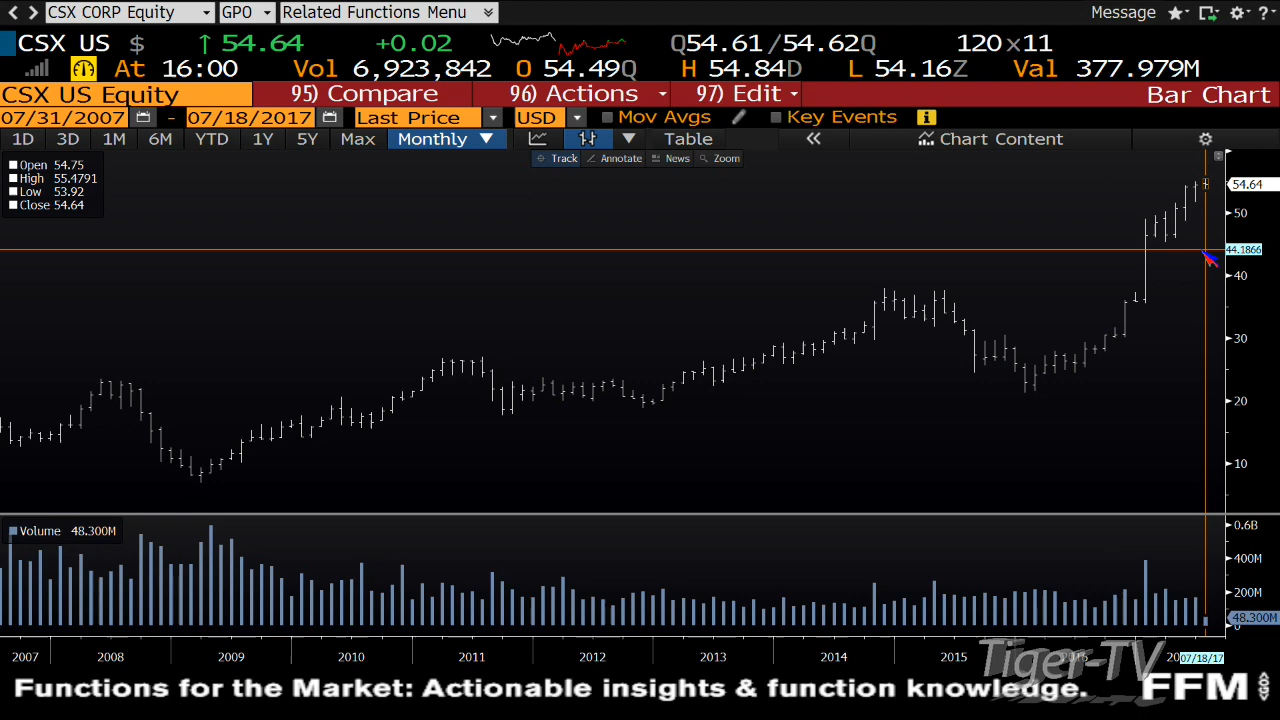 CSX CORP Equity GPO Related Functions Menu Message ?
CSX US $ ↑ 54.64 +0.02 Q54.61/54.62Q 120×11
At 16:00 Vol 6,923,842 O 54.49Q H 54.84D L 54.16Z Val 377.979M
CSX US Equity 95) Compare 96) Actions 97) Edit Bar Chart
07/31/2007 - 07/18/2017 Last Price USD Mov Avgs Key Events i
1D 3D 1M 6M YTD 1Y 5Y Max Monthly Table « Chart Content
Track Annotate News Zoom
Open 54.75
High 55.4791
Low 53.92
Close 54.64
54.64
50
44.1866
40
30
20
10
Volume 48.300M
0.6B
400M
200M
48.300M
0
2007 2008 2009 2010 2011 2012 2013 2014 2015 2016 07/18/17
Tiger-TV
Functions for the Market: Actionable insights & function knowledge.
FFM